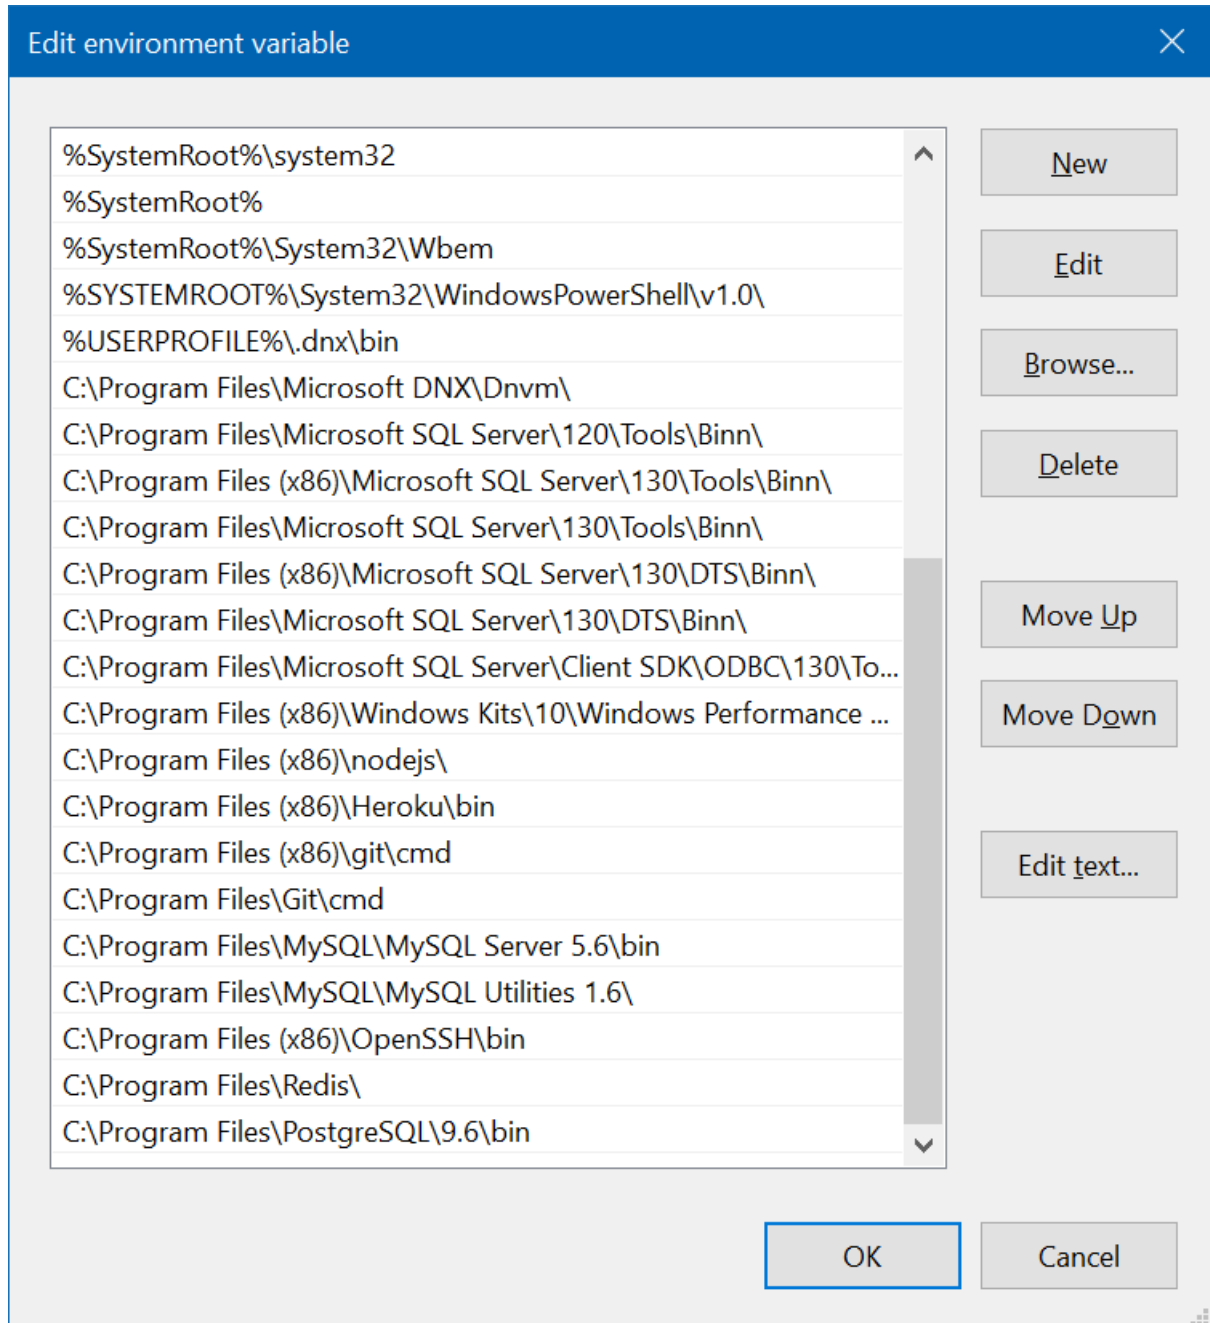 Edit environment variable
%SystemRoot%\system32
%SystemRoot%
%SystemRoot%\System32\Wbem
%SYSTEMROOT%\System32\WindowsPowerShell\v1.0\
%USERPROFILE%\.dnx\bin
C:\Program Files\Microsoft DNX\Dnvm\
C:\Program Files\Microsoft SQL Server\120\Tools\Binn\
C:\Program Files (x86)\Microsoft SQL Server\130\Tools\Binn\
C:\Program Files\Microsoft SQL Server\130\Tools\Binn\
C:\Program Files (x86)\Microsoft SQL Server\130\DTS\Binn\
C:\Program Files\Microsoft SQL Server\130\DTS\Binn\
C:\Program Files\Microsoft SQL Server\Client SDK\ODBC\130\To...
C:\Program Files (x86)\Windows Kits\10\Windows Performance ...
C:\Program Files (x86)\nodejs\
C:\Program Files (x86)\Heroku\bin
C:\Program Files (x86)\git\cmd
C:\Program Files\Git\cmd
C:\Program Files\MySQL\MySQL Server 5.6\bin
C:\Program Files\MySQL\MySQL Utilities 1.6\
C:\Program Files (x86)\OpenSSH\bin
C:\Program Files\Redis\
C:\Program Files\PostgreSQL\9.6\bin
New
Edit
Browse...
Delete
Move Up
Move Down
Edit text...
OK
Cancel